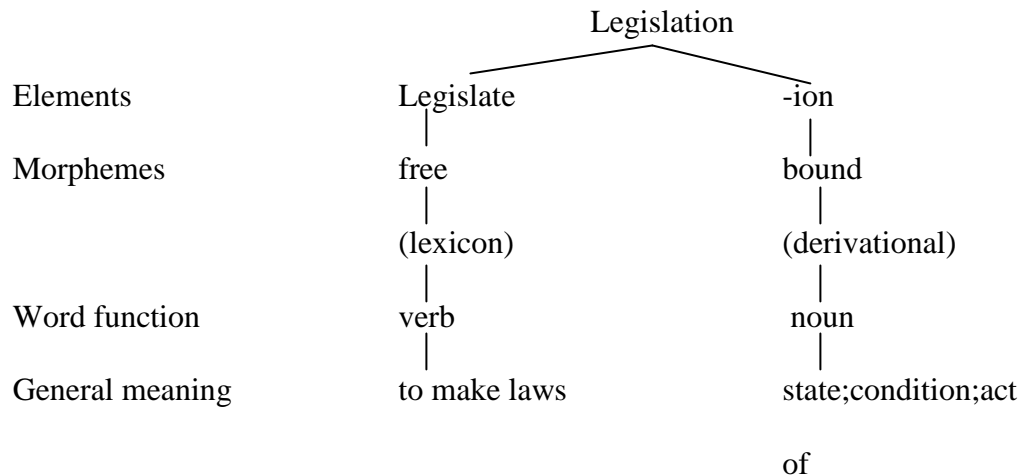 Legislation
Elements Legislate -ion
Morphemes free bound
(lexicon) (derivational)
Word function verb noun
General meaning to make laws state;condition;act
of